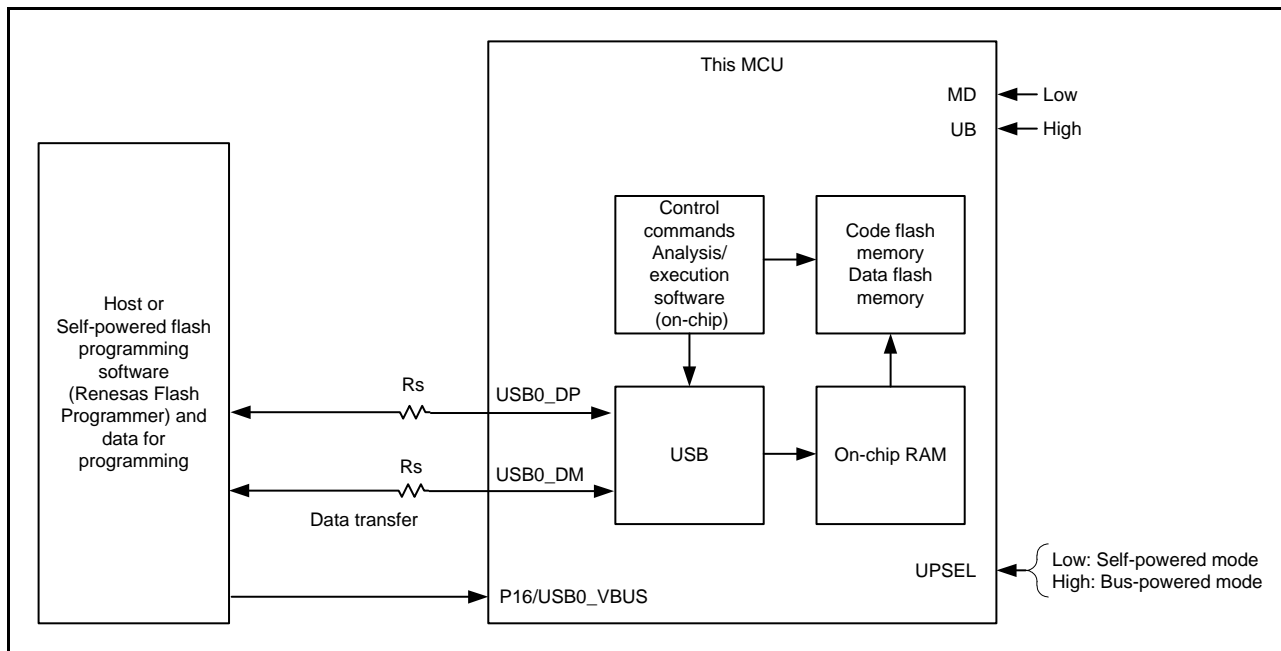 This MCU
MD
Low
UB
High
Host or
Self-powered flash
programming
software
(Renesas Flash
Programmer) and
data for
programming
Control
commands
Analysis/
execution
software
(on-chip)
Code flash
memory
Data flash
memory
Rs
USB0_DP
USB
On-chip RAM
Rs
USB0_DM
Data transfer
UPSEL
Low: Self-powered mode
High: Bus-powered mode
P16/USB0_VBUS